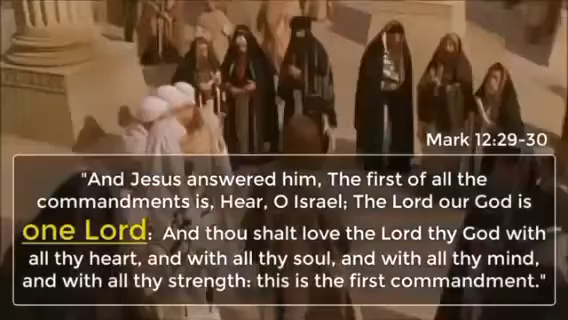 Mark 12:29-30
"And Jesus answered him, The first of all the
commandments is, Hear, O Israel; The Lord our God is
one Lord: And thou shalt love the Lord thy God with
all thy heart, and with all thy soul, and with all thy mind,
and with all thy strength: this is the first commandment."